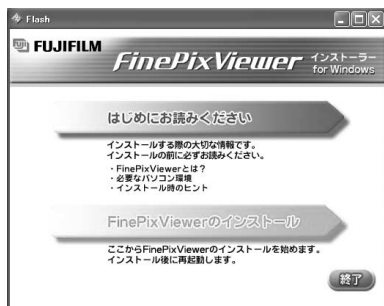 Flash
FUJIFILM
FinePixViewer インストーラー
for Windows
はじめにお読みください
インストールする際の大切な情報です。
インストールの前に必ずお読みください。
・FinePixViewerとは?
・必要なパソコン環境
・インストール時のヒント
FinePixViewerのインストール
ここからFinePixViewerのインストールを始めます。
インストール後に再起動します。
終了